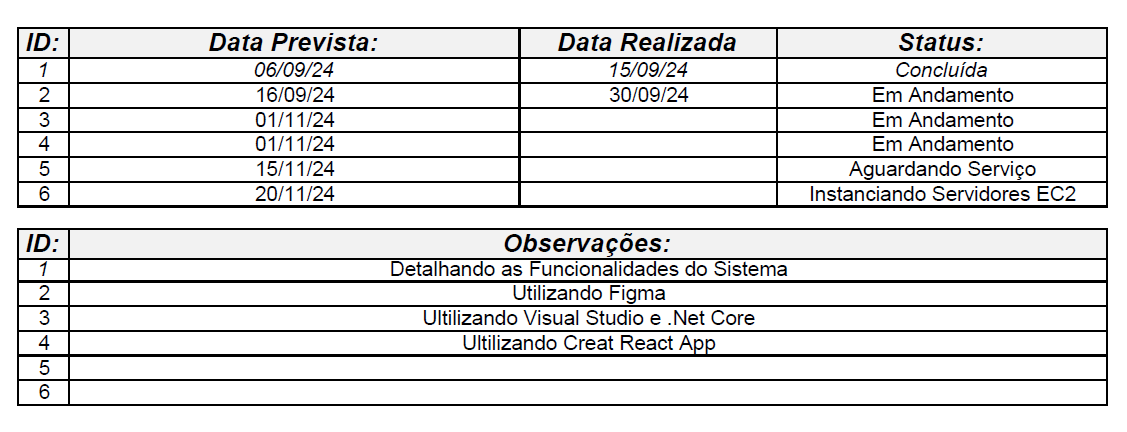 ID: Data Prevista: Data Realizada Status:
1 06/09/24 15/09/24 Concluída
2 16/09/24 30/09/24 Em Andamento
3 01/11/24 Em Andamento
4 01/11/24 Em Andamento
5 15/11/24 Aguardando Serviço
6 20/11/24 Instanciando Servidores EC2
ID: Observações:
1 Detalhando as Funcionalidades do Sistema
2 Utilizando Figma
3 Ultilizando Visual Studio e .Net Core
4 Ultilizando Creat React App
5
6